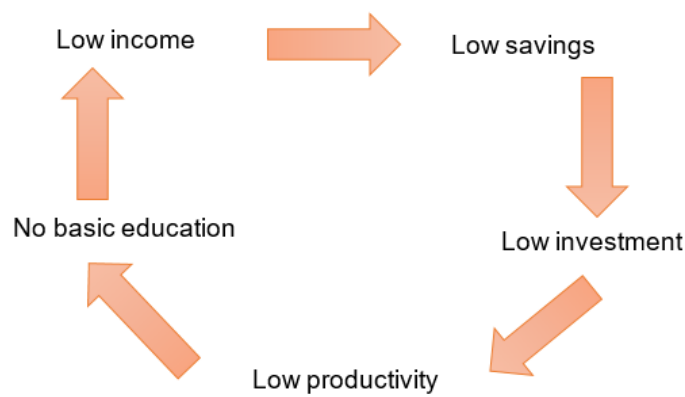 Low income
Low savings
No basic education
Low investment
Low productivity